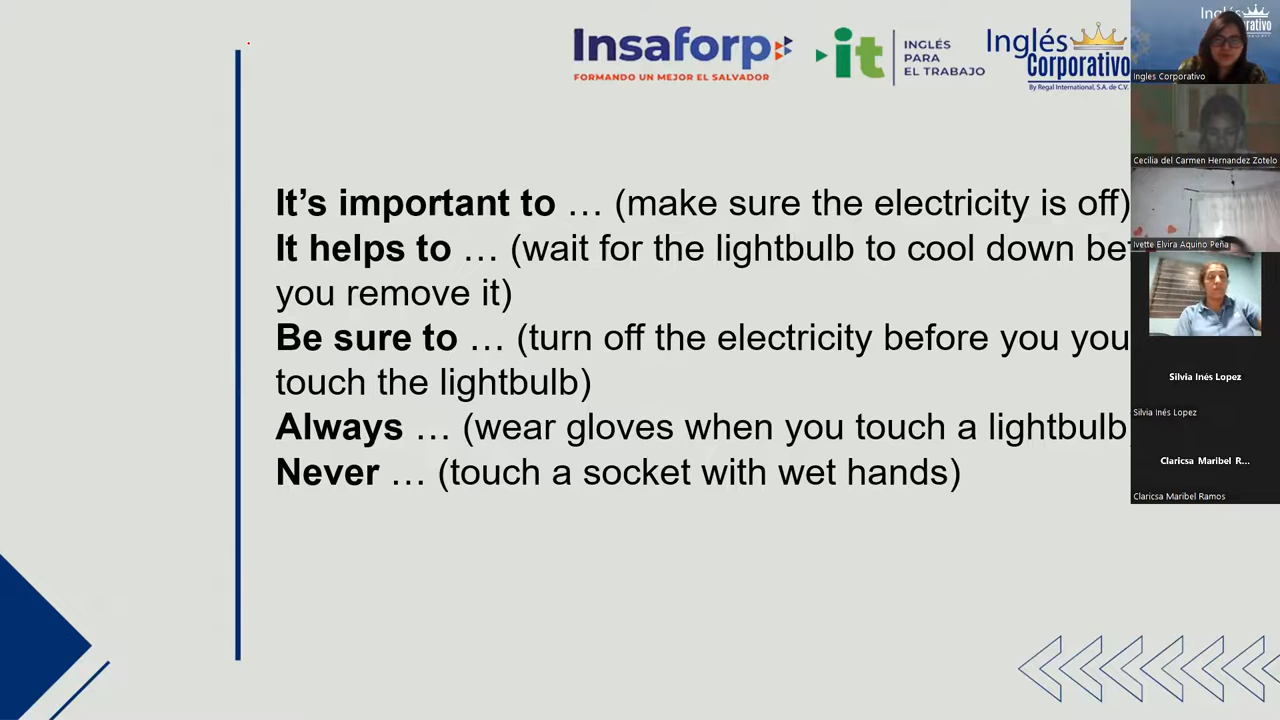 Insaforp
FORMANDO UN MEJOR EL SALVADOR
it
INGLÉS
PARA
EL TRABAJO
Inglés
Corporativo
By Regal International, S.A. de C.V.
It's important to … (make sure the electricity is off)
It helps to … (wait for the lightbulb to cool down be
you remove it)
Be sure to … (turn off the electricity before you you
touch the lightbulb)
Always … (wear gloves when you touch a lightbulb
Never … (touch a socket with wet hands)
Ingles Corporativo
Cecilia del Carmen Hernandez Zotelo
Ivette Elvira Aquino Peña
Silvia Inés Lopez
Silvia Inés Lopez
Claricsa Maribel R...
Claricsa Maribel Ramos